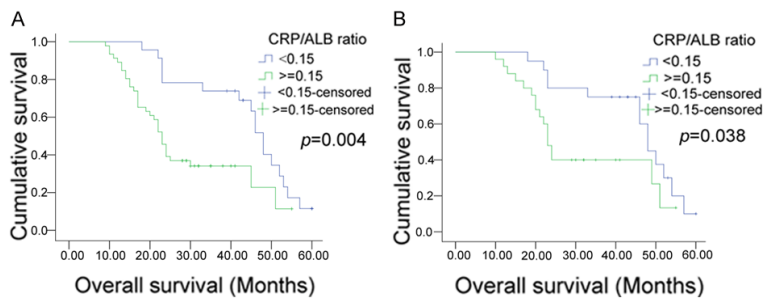 A
Cumulative survival
1.0
0.8
0.6
0.4
0.2
0.0
0.00 10.00 20.00 30.00 40.00 50.00 60.00
Overall survival (Months)
CRP/ALB ratio
<0.15
>=0.15
<0.15-censored
>=0.15-censored
p=0.004
B
Cumulative survival
1.0
0.8
0.6
0.4
0.2
0.0
0.00 10.00 20.00 30.00 40.00 50.00 60.00
Overall survival (Months)
CRP/ALB ratio
<0.15
>=0.15
<0.15-censored
>=0.15-censored
p=0.038